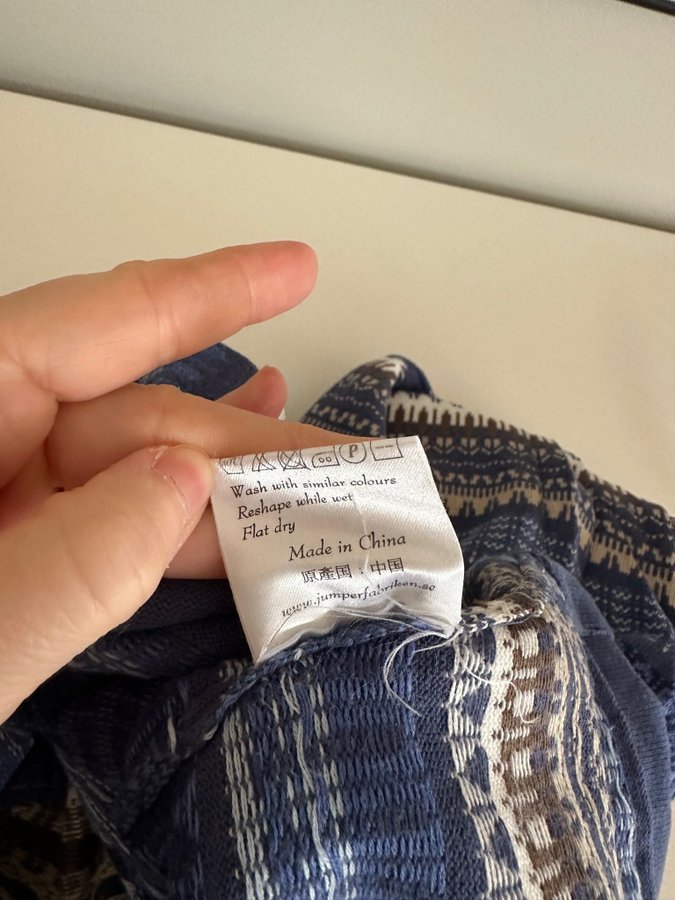 Wash with similar colours
Reshape while wet
Flat dry
Made in China
原產国：中国
www.jumperfabriken.se